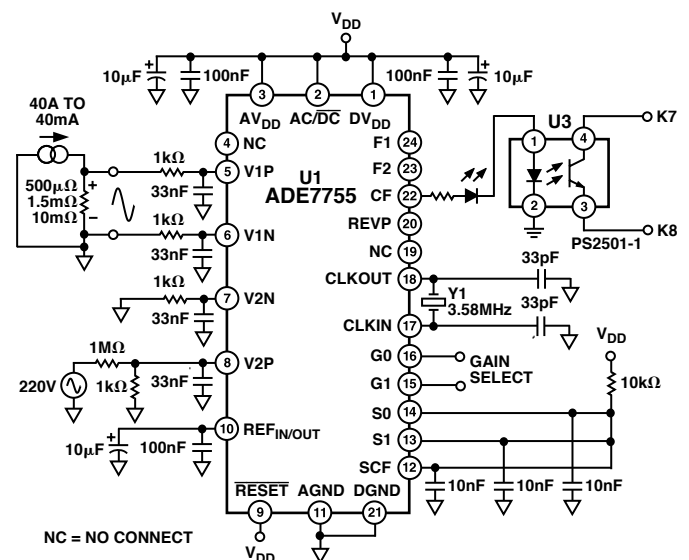 VDD
10µF
100nF
100nF
10µF
3
2
1
AVDD
AC/DC
DVDD
40A TO
40mA
4
NC
F1
24
1kΩ
5
V1P
U1
ADE7755
F2
23
500µΩ
1.5mΩ
10mΩ
33nF
CF
22
1
4
U3
K7
2
3
K8
PS2501-1
1kΩ
6
V1N
REVP
20
33nF
NC
19
1kΩ
7
V2N
CLKOUT
18
33pF
33nF
Y1
3.58MHz
33pF
1MΩ
8
V2P
CLKIN
17
VDD
220V
1kΩ
33nF
G0
16
GAIN
SELECT
G1
15
10kΩ
10
REFIN/OUT
S0
14
10µF
100nF
S1
13
SCF
12
10nF
10nF
10nF
RESET
AGND
DGND
9
11
21
NC = NO CONNECT
VDD